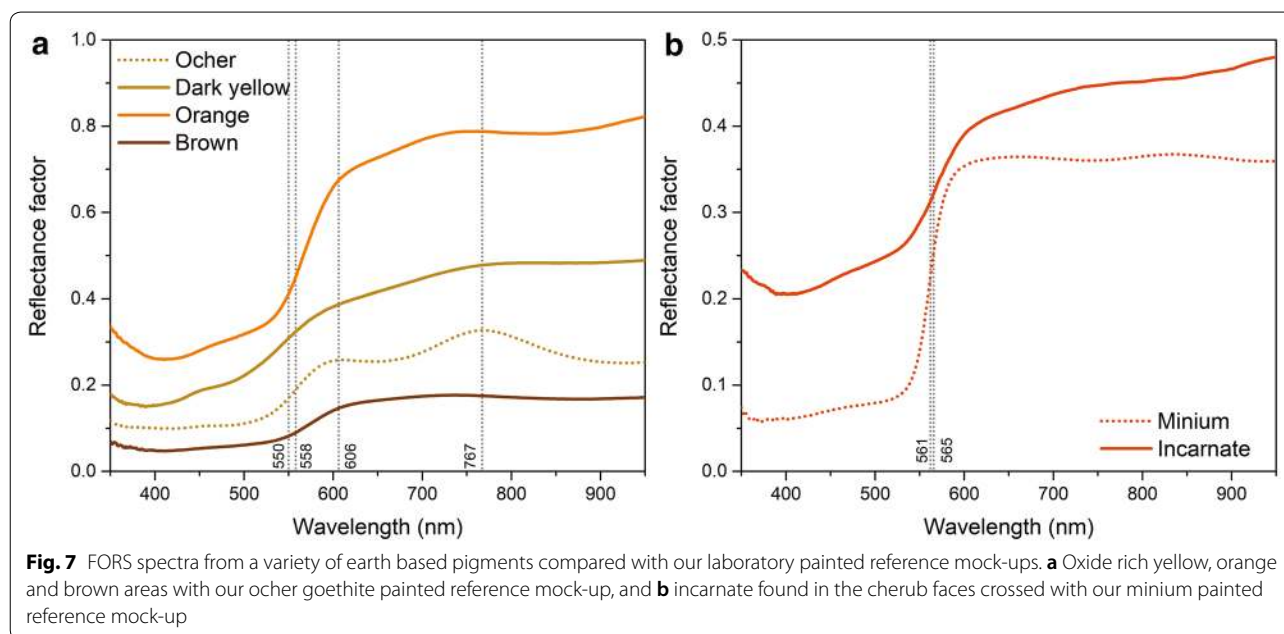 a
1.0
0.8
0.6
0.4
0.2
0.0
Reflectance factor
Ocher
Dark yellow
Orange
Brown
550
558
606
767
400 500 600 700 800 900
Wavelength (nm)
b
0.5
0.4
0.3
0.2
0.1
0.0
Reflectance factor
561
565
Minium
Incarnate
400 500 600 700 800 900
Wavelength (nm)
Fig. 7 FORS spectra from a variety of earth based pigments compared with our laboratory painted reference mock-ups. a Oxide rich yellow, orange
and brown areas with our ocher goethite painted reference mock-up, and b incarnate found in the cherub faces crossed with our minium painted
reference mock-up